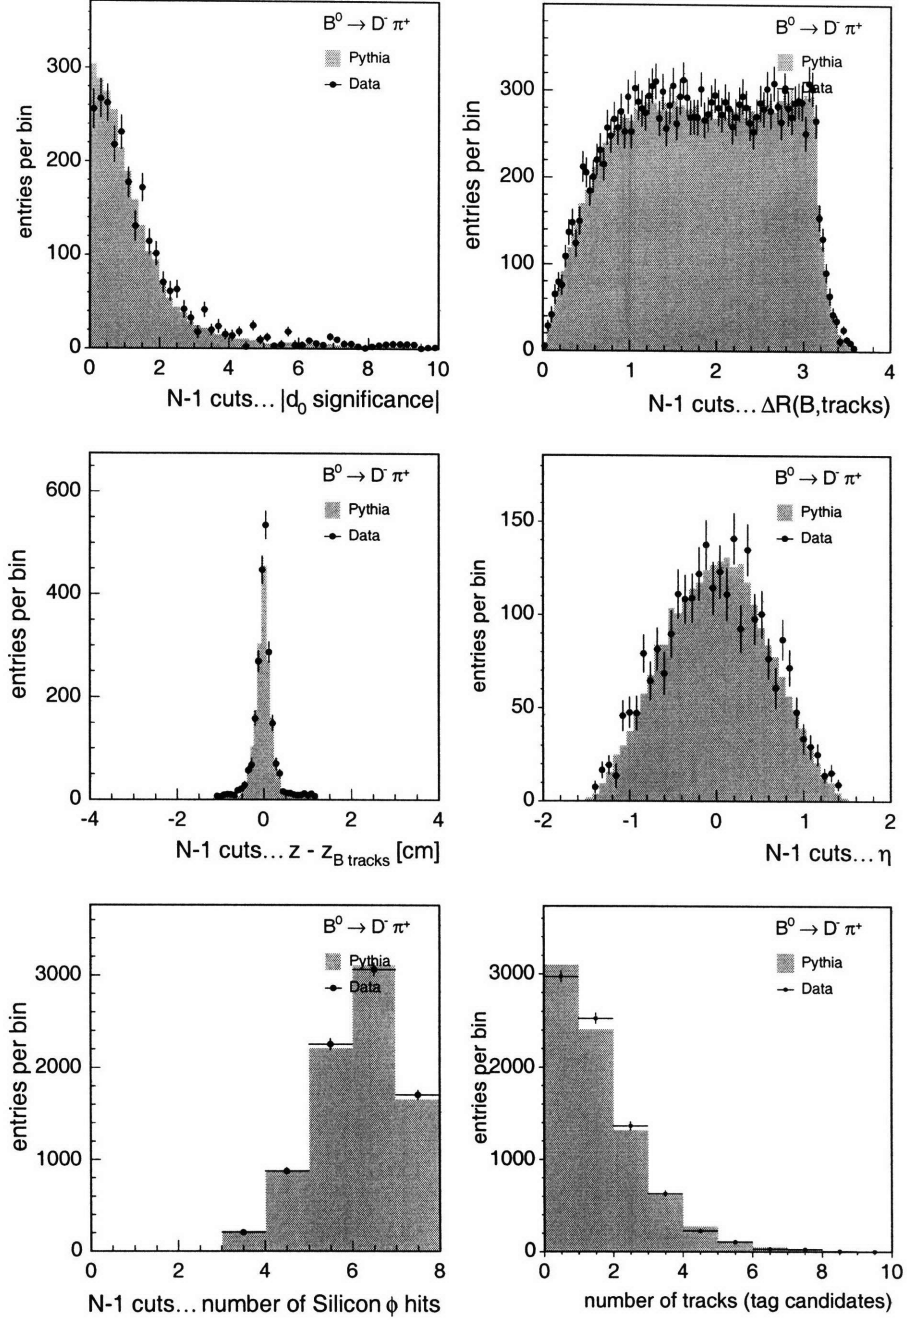 B⁰ → D⁻ π⁺
Pythia
Data
entries per bin
300
200
100
0
0 2 4 6 8 10
N-1 cuts... |d₀ significance|
B⁰ → D⁻ π⁺
Pythia
Data
entries per bin
400
300
200
100
0
0 1 2 3 4
N-1 cuts... ΔR(B,tracks)
B⁰ → D⁻ π⁺
Pythia
Data
entries per bin
600
400
200
0
-4 -2 0 2 4
N-1 cuts... z - z_B tracks [cm]
B⁰ → D⁻ π⁺
Pythia
Data
entries per bin
150
100
50
0
-2 -1 0 1 2
N-1 cuts... η
B⁰ → D⁻ π⁺
Pythia
Data
entries per bin
3000
2000
1000
0
0 2 4 6 8
N-1 cuts... number of Silicon ϕ hits
B⁰ → D⁻ π⁺
Pythia
Data
entries per bin
3000
2000
1000
0
0 2 4 6 8 10
number of tracks (tag candidates)